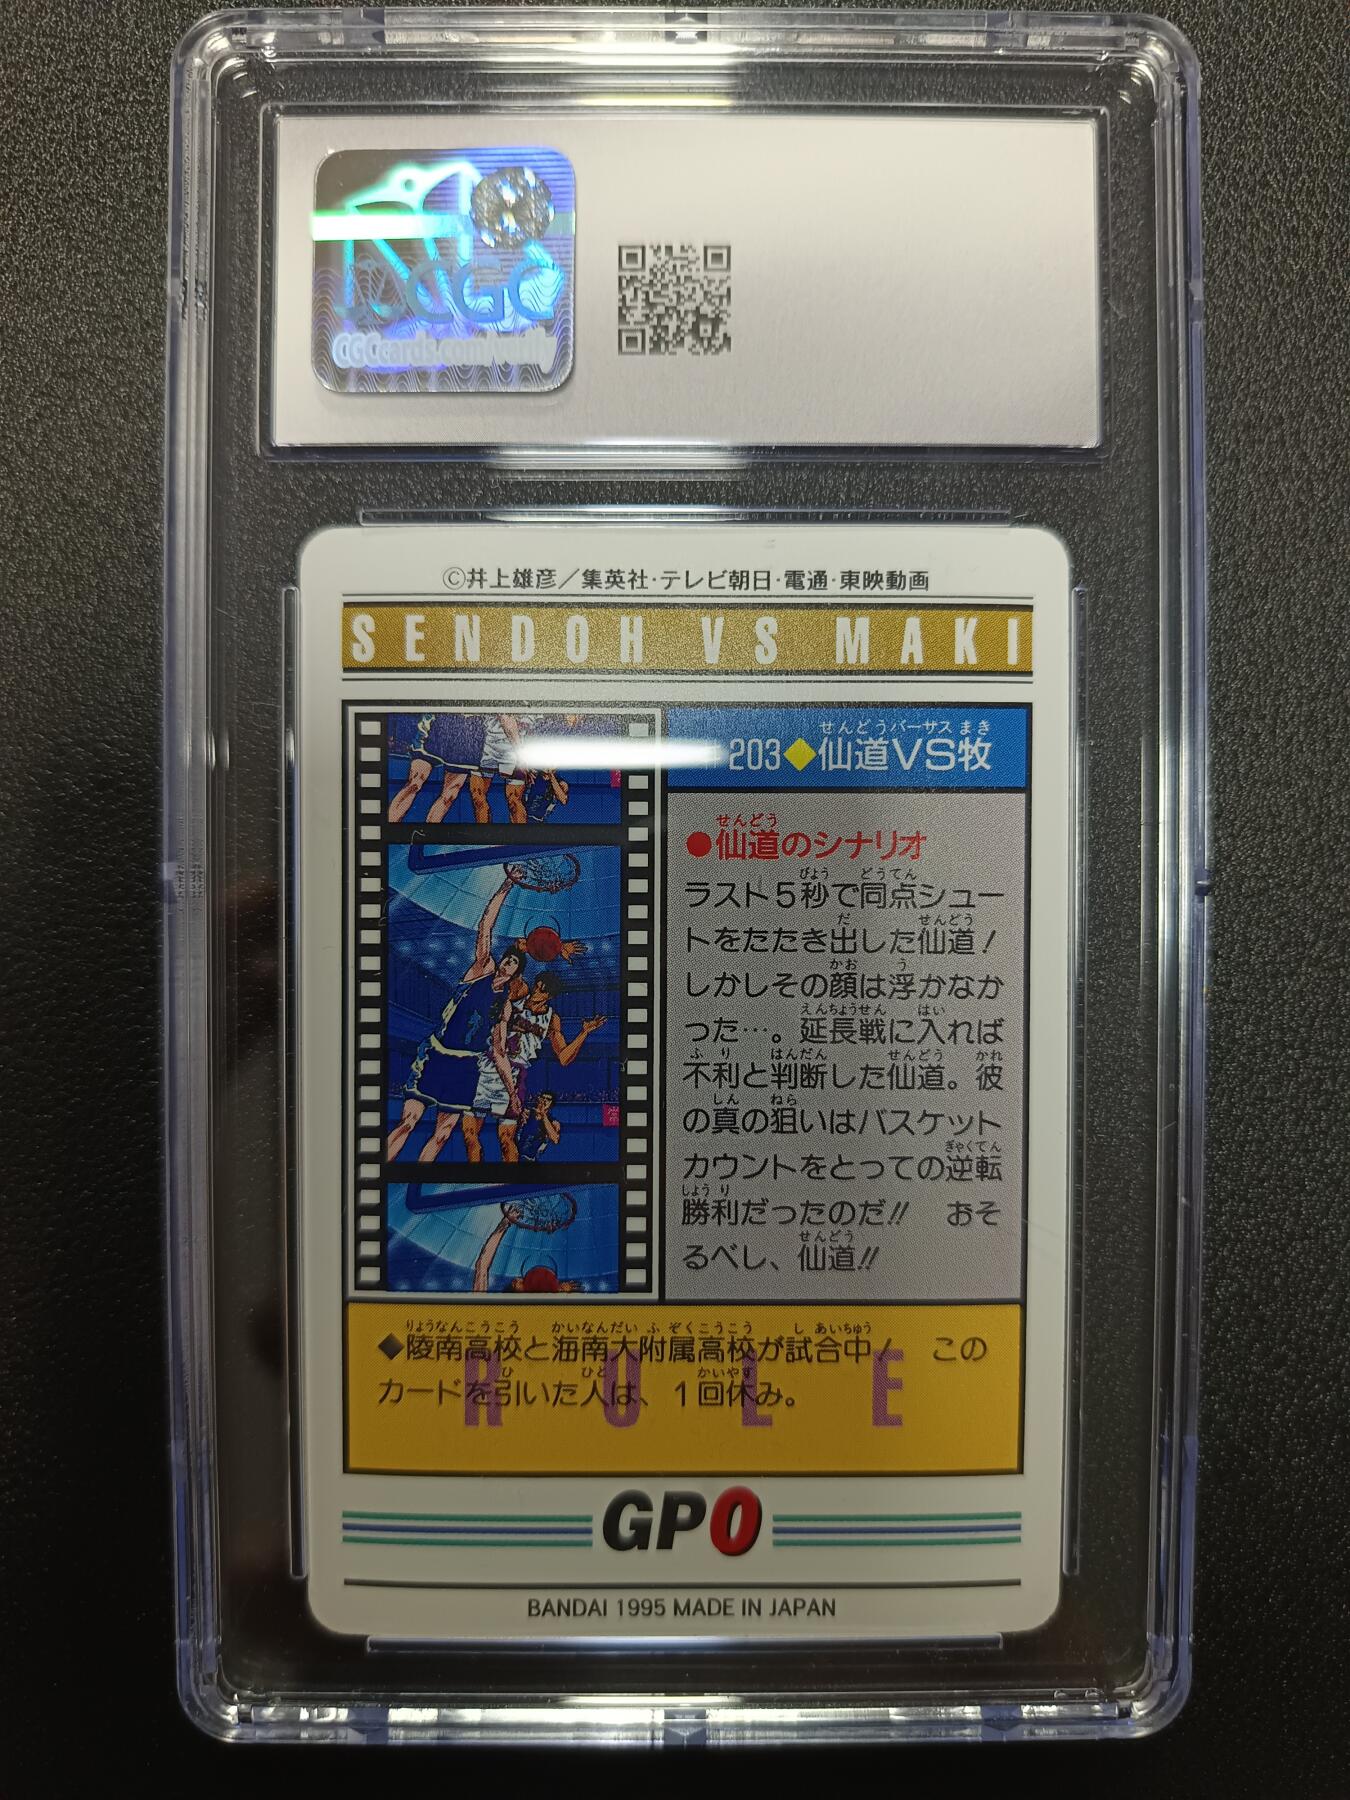 CGC
CGCcards.com/verify
©井上雄彦／集英社·テレビ朝日·電通·東映動画
SENDOH VS MAKI
せんどうバーサス まき
203◆仙道VS牧
せんどう
●仙道のシナリオ
びょう どうてん
ラスト5秒で同点シュー
だ せんどう
トをたたき出した仙道！
かお う
しかしその顔は浮かなか
えんちょうせん はい
った…。延長戦に入れば
ふり はんだん せんどう かれ
不利と判断した仙道。彼
しん ねら
の真の狙いはバスケット
ぎゃくてん
カウントをとっての逆転
しょうり
勝利だったのだ!! おそ
せんどう
るべし、仙道!!
りょうなんこうこう かいなんだいふぞくこうこう しあいちゅう
◆陵南高校と海南大附属高校が試合中！ この
ひ ひと かいやす
カードを引いた人は、1回休み。
RULE
GPO
BANDAI 1995 MADE IN JAPAN